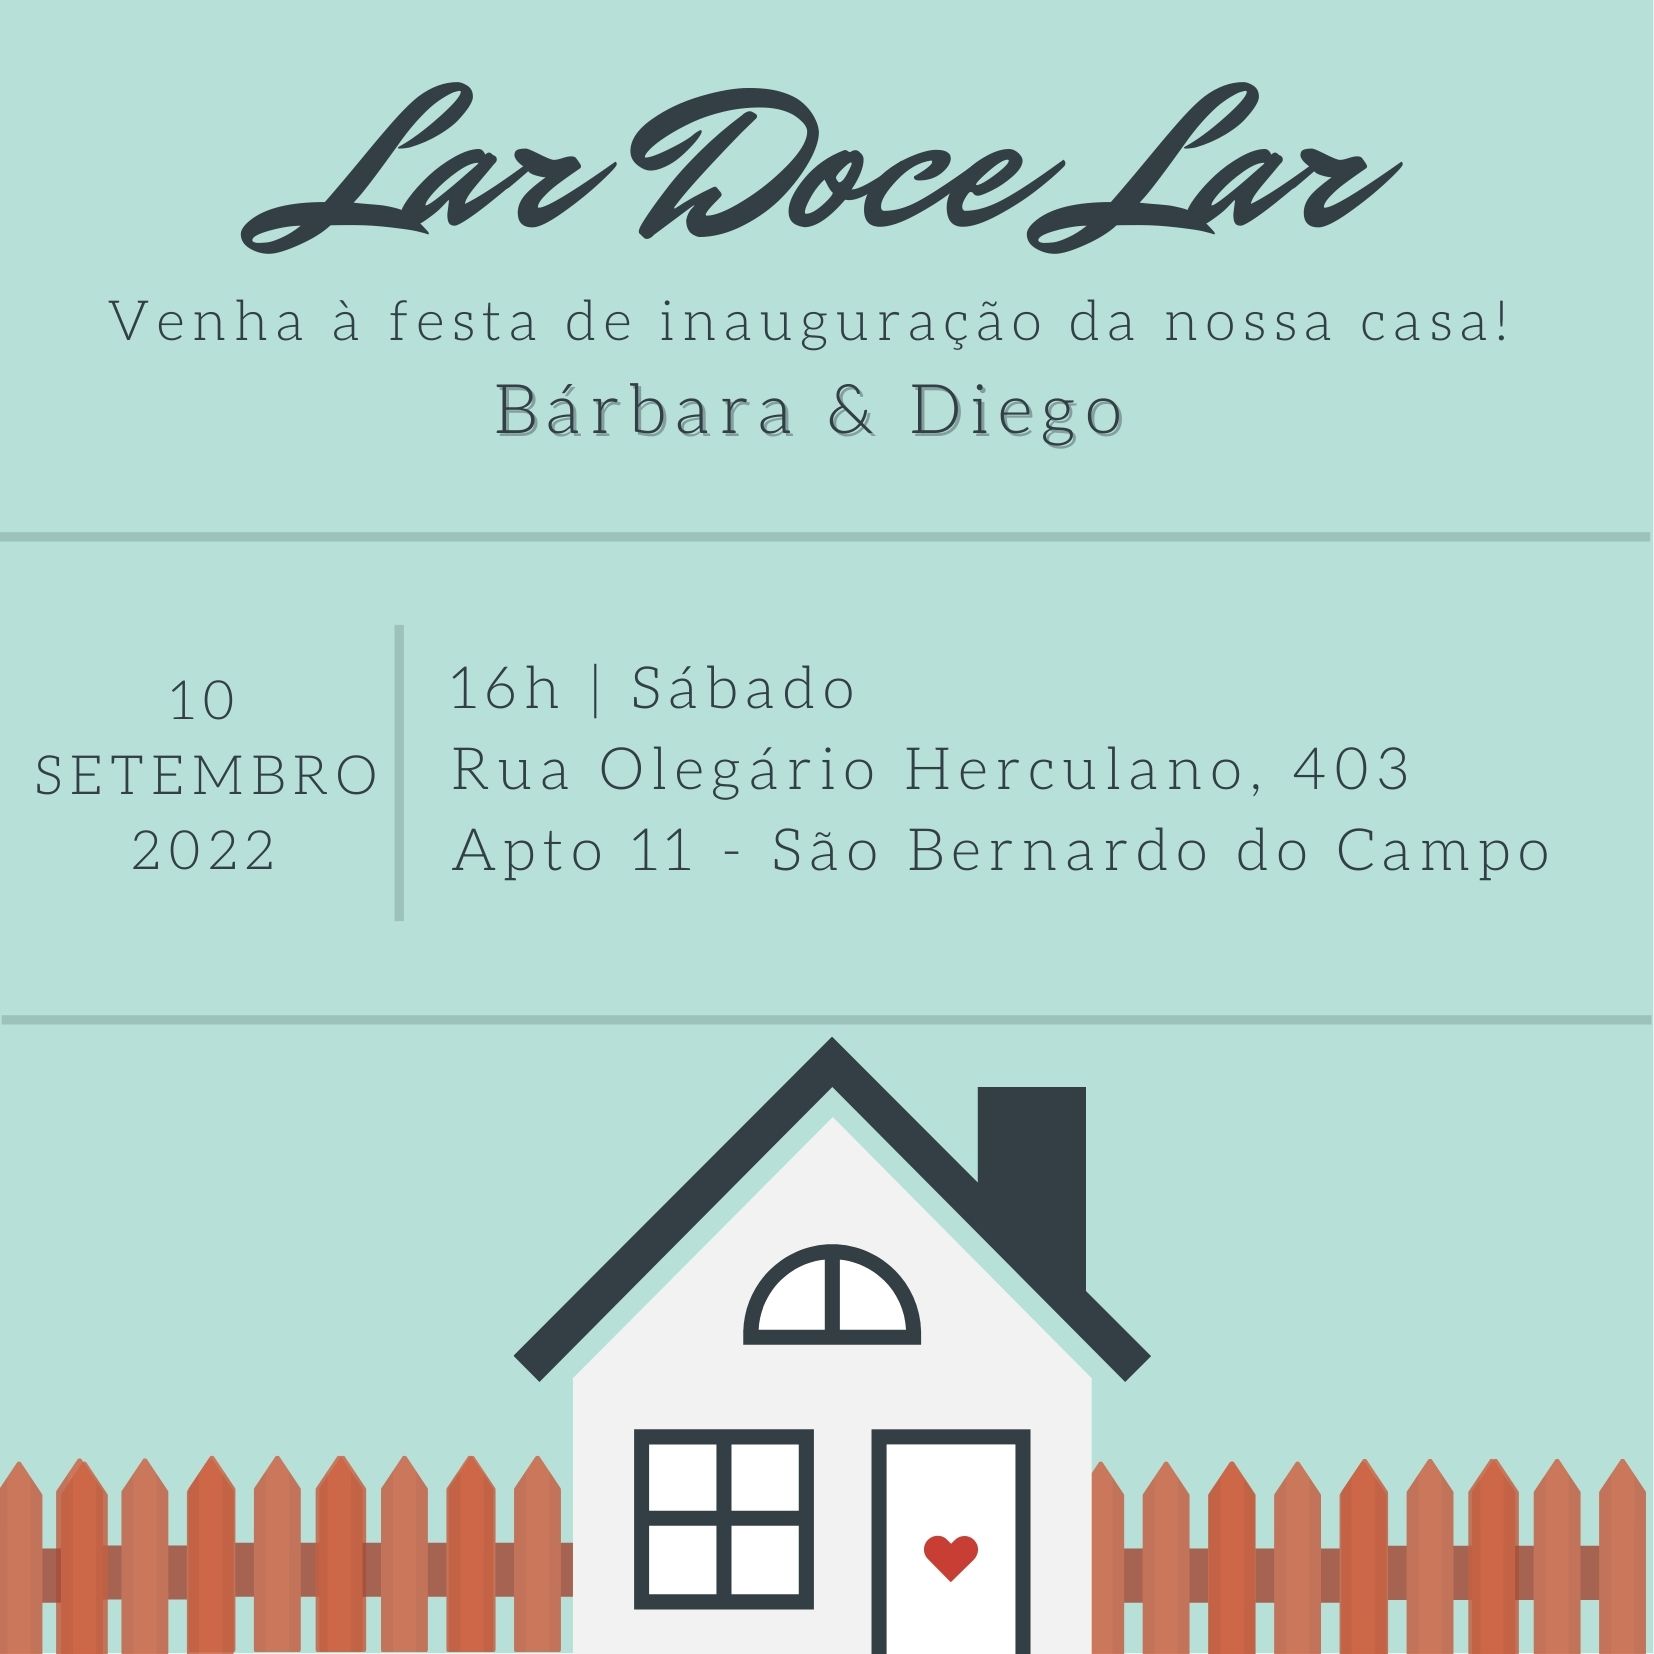 Lar Doce Lar
Venha à festa de inauguração da nossa casa!
Bárbara & Diego
10
SETEMBRO
2022
16h | Sábado
Rua Olegário Herculano, 403
Apto 11 - São Bernardo do Campo